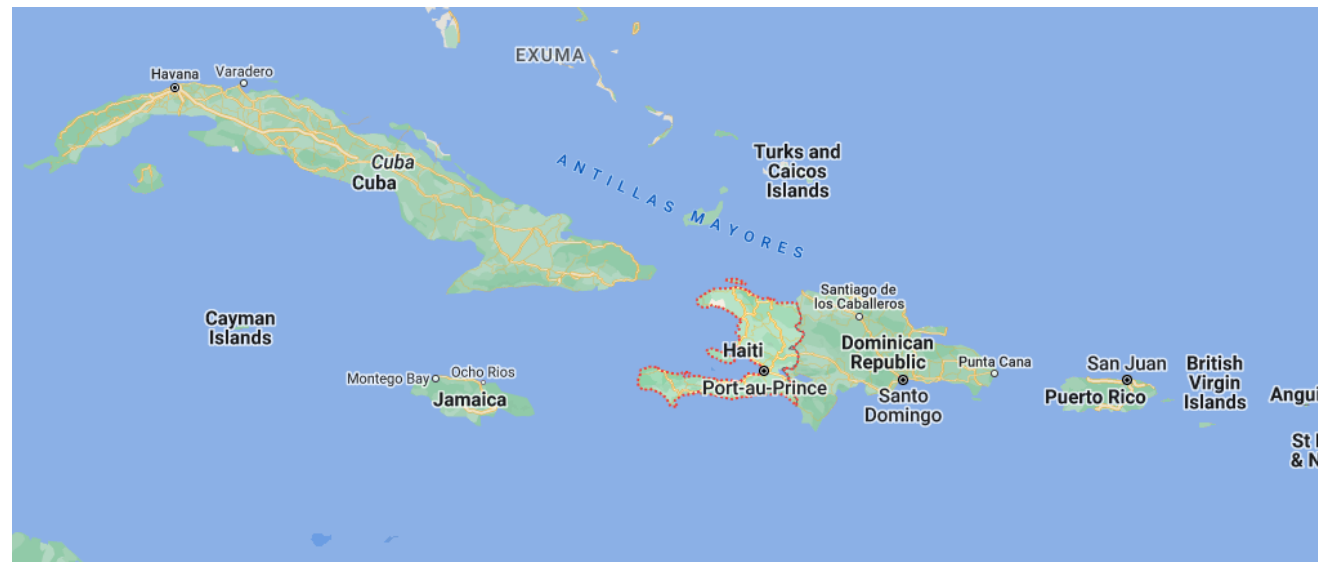 EXUMA
Havana
Varadero
Turks and
Caicos
Islands
Cuba
Cuba
ANTILLAS MAYORES
Santiago de
los Caballeros
Cayman
Islands
Haiti
Dominican
Republic
Port-au-Prince
Punta Cana
Santo
Domingo
San Juan
Puerto Rico
British
Virgin
Islands
Montego Bay
Ocho Rios
Jamaica
Angui
St
& N